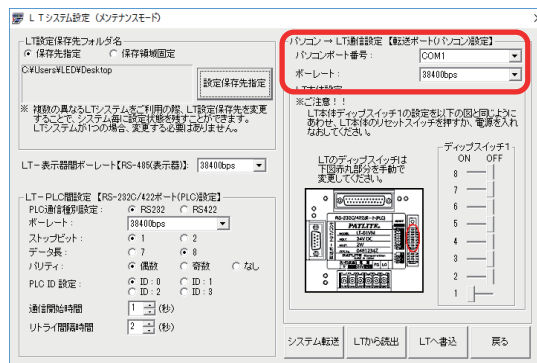 LTシステム設定 (メンテナンスモード)
LT設定保存先フォルダ名
保存先指定
保存領域固定
C:¥Users¥LED¥Desktop
設定保存先指定
※ 複数の異なるLTシステムをご利用の際、LT設定保存先を変更
することで、システム毎に設定状態を残すことができます。
LTシステムが1つの場合、変更する必要はありません。
LT-表示器間ボーレート【RS-485(表示器)】:
38400bps
LT-PLC間設定 【RS-232C/422ポート(PLC)設定】
PLC通信種別設定:
RS232
RS422
ボーレート:
38400bps
ストップビット:
1
2
データ長:
7
8
パリティ:
偶数
奇数
なし
PLC ID 設定:
ID:0
ID:1
ID:2
ID:3
通信開始時間
1
(秒)
リトライ間隔時間
2
(秒)
パソコン → LT通信設定 【転送ポート(パソコン)設定】
パソコンポート番号:
COM1
ボーレート:
38400bps
LT本体設定
※ご注意!!
LT本体ディップスイッチ1の設定を以下の図と同じように
あわせ、LT本体のリセットスイッチを押すか、電源を入れ
なおしてください。
LTのディップスイッチは
下図赤丸部分を手動で
変更してください。
RS-232C/422ポート(PLC)
PATLITE
24V DC
ディップスイッチ1
ON OFF
8
7
6
5
4
3
2
1
システム転送
LTから読出
LTへ書込
戻る